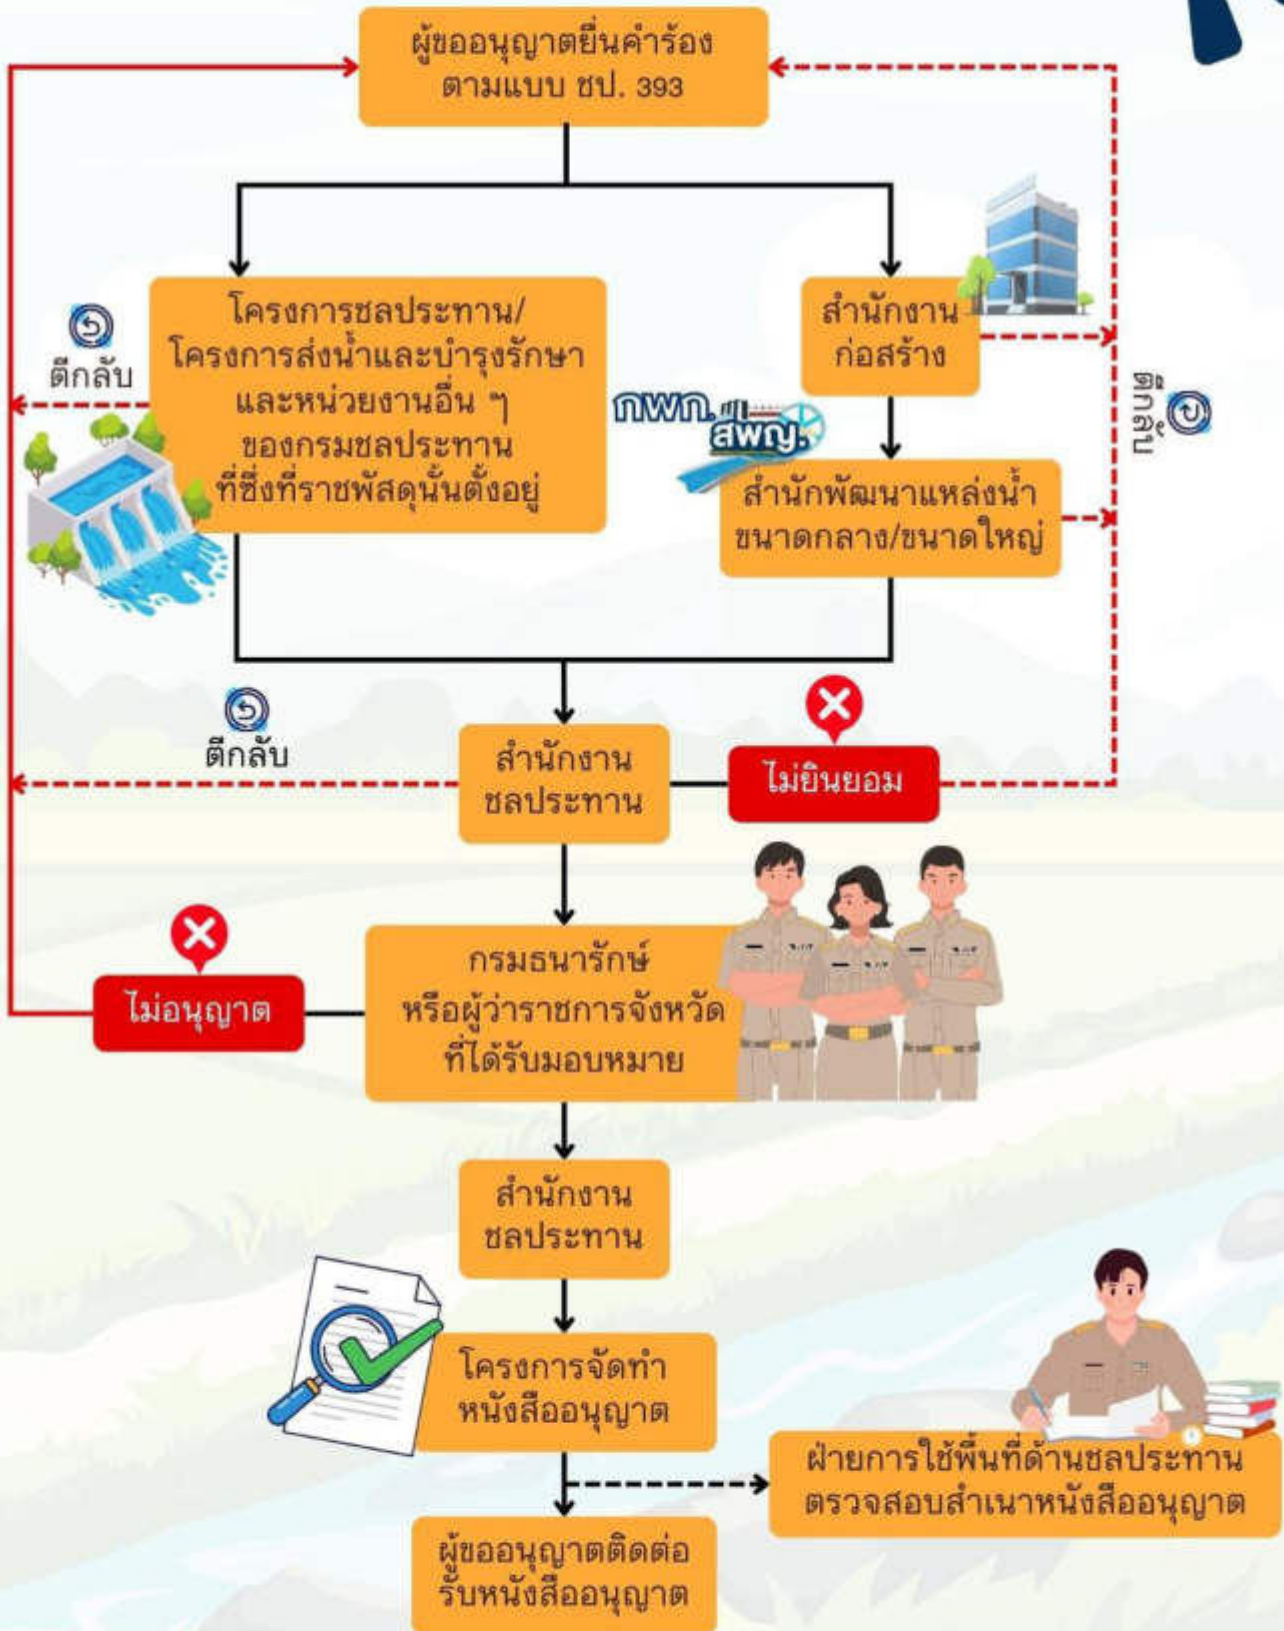 ผู้ขออนุญาตยื่นคำร้อง
ตามแบบ ชป. 393
โครงการชลประทาน/
โครงการส่งน้ำและบำรุงรักษา
และหน่วยงานอื่น ๆ
ของกรมชลประทาน
ที่ซึ่งที่ราชพัสดุนั้นตั้งอยู่
สำนักงาน
ก่อสร้าง
ตีกลับ
ตีกลับ
กพก.
สพญ.
สำนักพัฒนาแหล่งน้ำ
ขนาดกลาง/ขนาดใหญ่
ตีกลับ
สำนักงาน
ชลประทาน
ไม่ยินยอม
ไม่อนุญาต
กรมธนารักษ์
หรือผู้ว่าราชการจังหวัด
ที่ได้รับมอบหมาย
สำนักงาน
ชลประทาน
โครงการจัดทำ
หนังสืออนุญาต
ฝ่ายการใช้พื้นที่ด้านชลประทาน
ตรวจสอบสำเนาหนังสืออนุญาต
ผู้ขออนุญาตติดต่อ
รับหนังสืออนุญาต